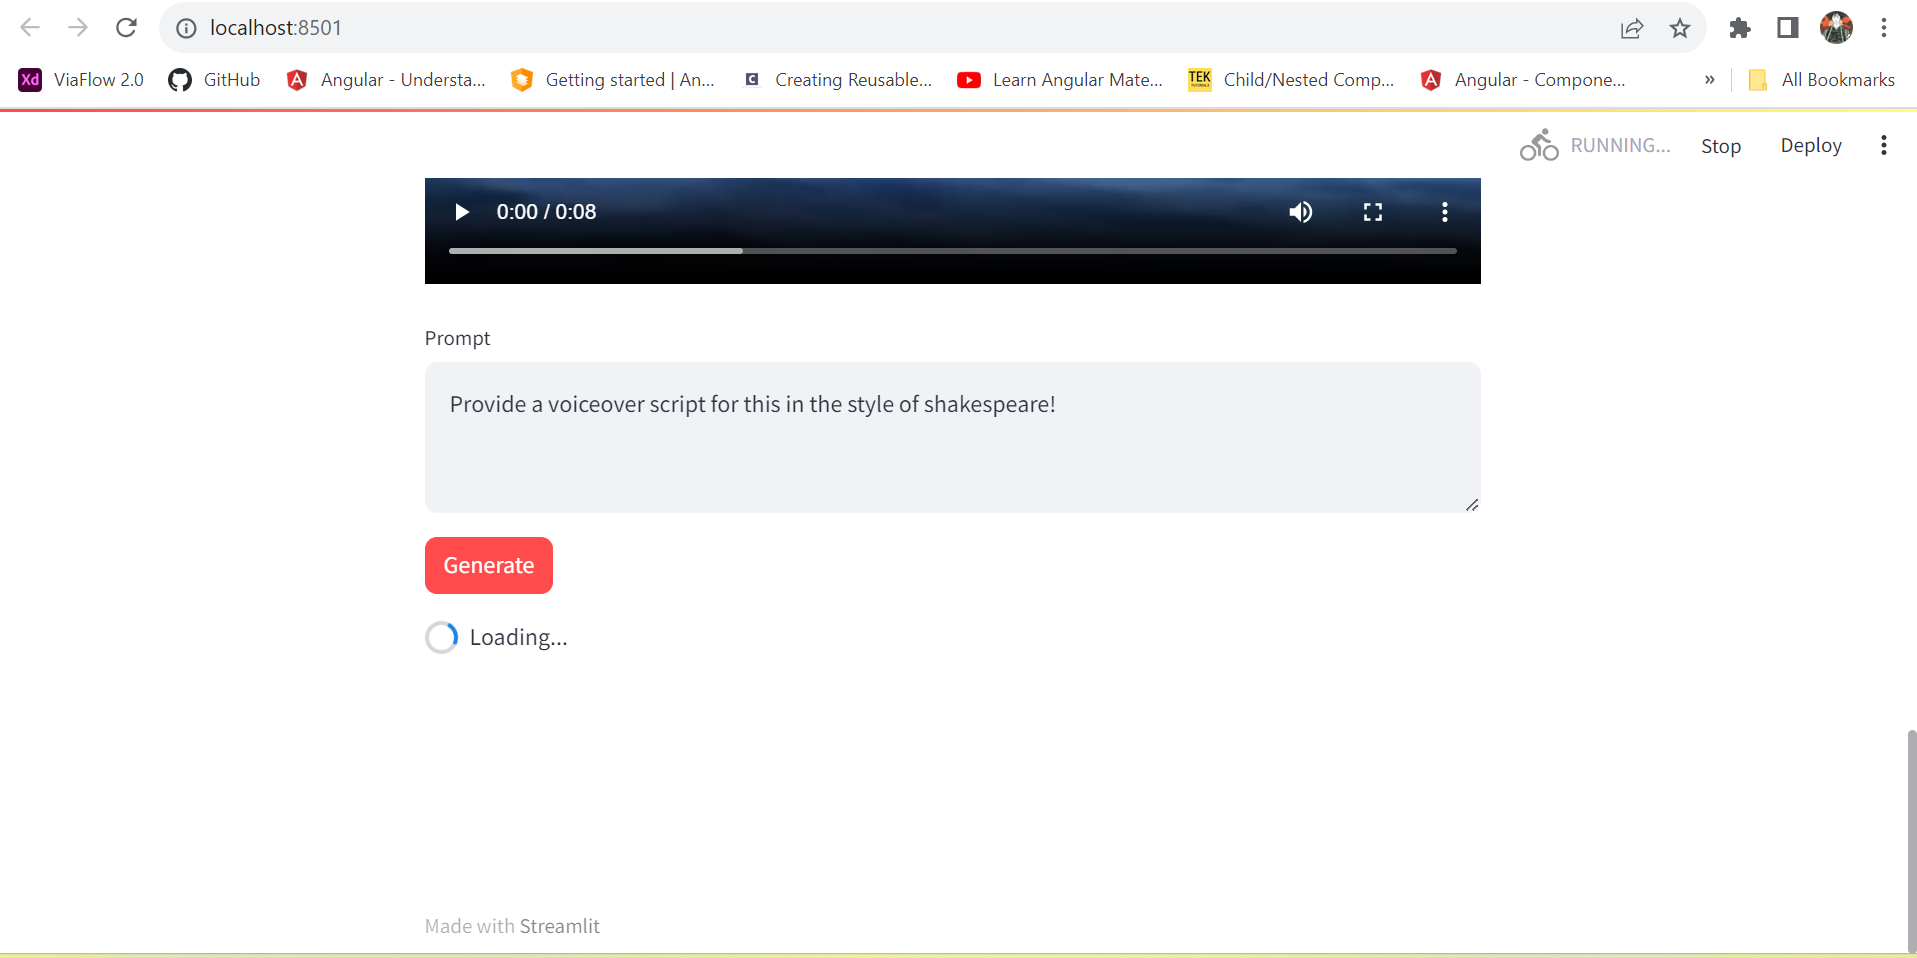 localhost:8501
Xd ViaFlow 2.0 GitHub Angular - Understa... Getting started | An... C Creating Reusable... Learn Angular Mate... TEK TUTORIALS Child/Nested Comp... Angular - Compone... » All Bookmarks
RUNNING... Stop Deploy
0:00 / 0:08
Prompt
Provide a voiceover script for this in the style of shakespeare!
Generate
Loading...
Made with Streamlit